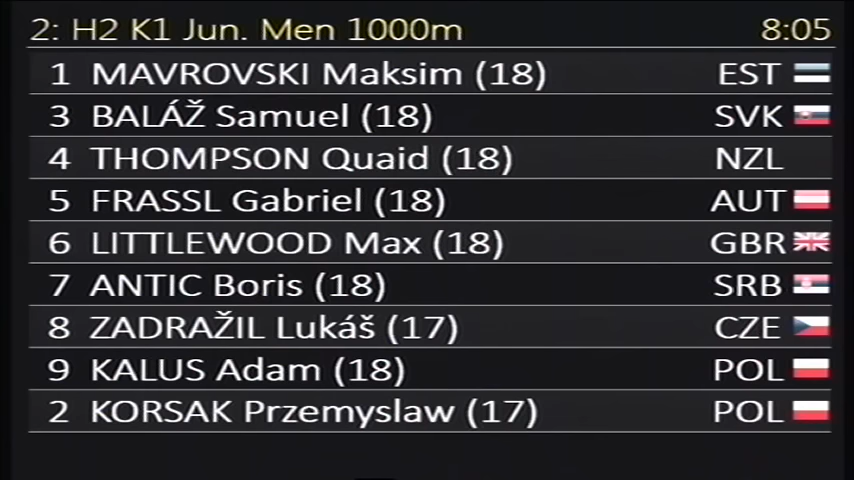 2: H2 K1 Jun. Men 1000m 8:05
1 MAVROVSKI Maksim (18) EST
3 BALÁŽ Samuel (18) SVK
4 THOMPSON Quaid (18) NZL
5 FRASSL Gabriel (18) AUT
6 LITTLEWOOD Max (18) GBR
7 ANTIC Boris (18) SRB
8 ZADRAŽIL Lukáš (17) CZE
9 KALUS Adam (18) POL
2 KORSAK Przemyslaw (17) POL